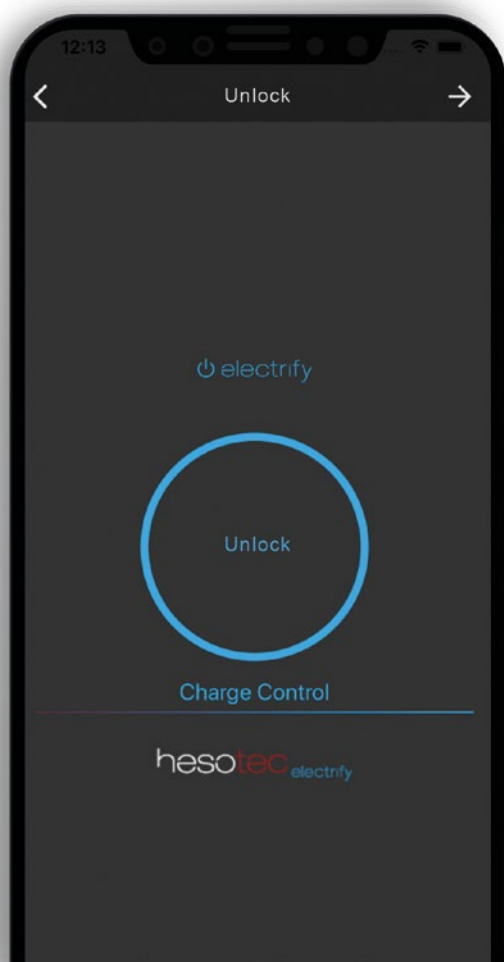 12:13
Unlock
electrify
Unlock
Charge Control
hesotec electrify